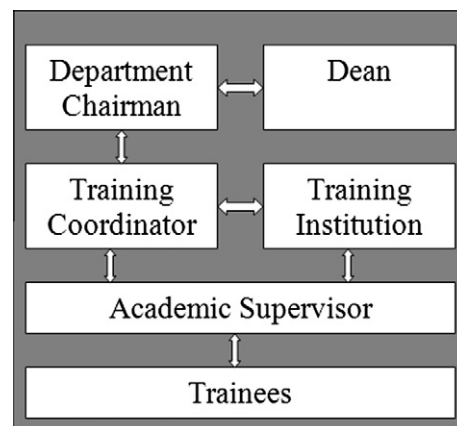 Department
Chairman
Dean
Training
Coordinator
Training
Institution
Academic Supervisor
Trainees